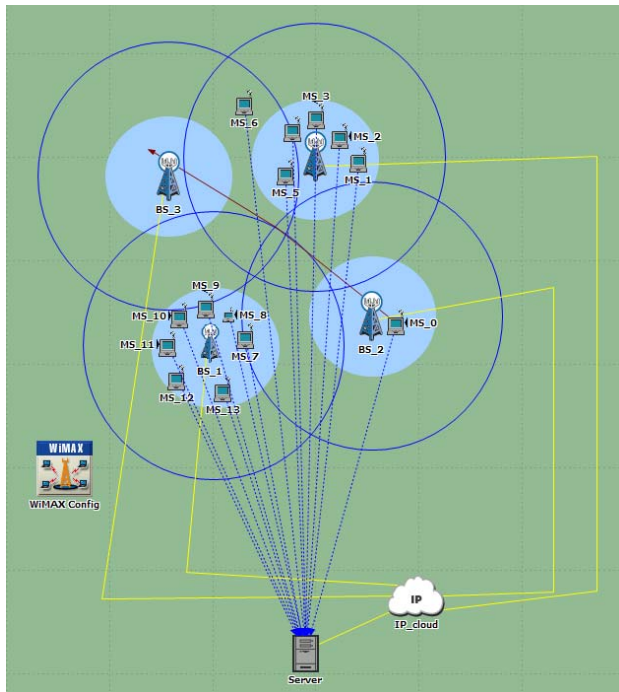 MS_3
MS_6
MS_2
MS_1
MS_5
BS_3
MS_9
MS_10
MS_8
MS_0
MS_11
MS_7
BS_2
BS_1
MS_12
MS_13
WiMAX
WiMAX Config
IP
IP_cloud
Server